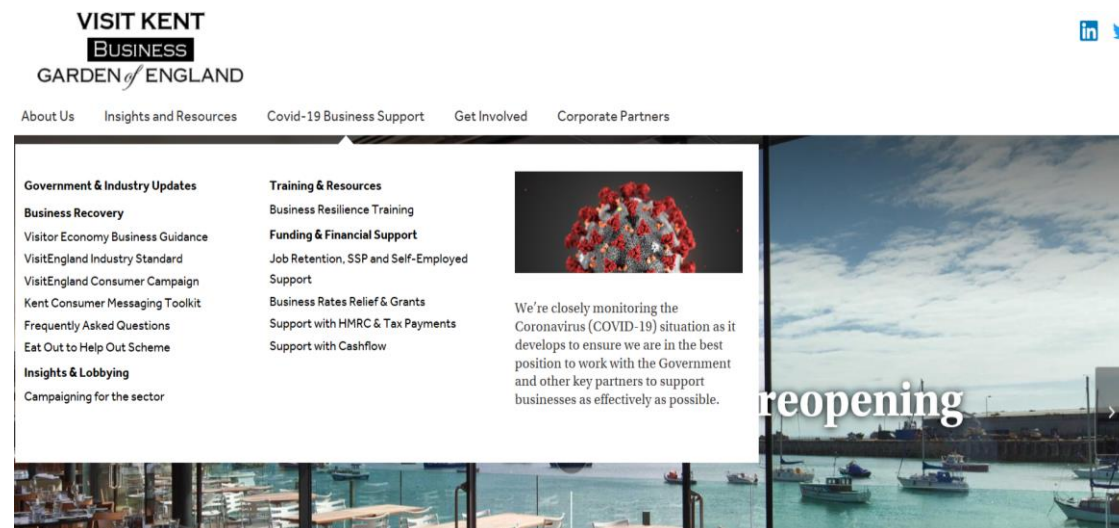 VISIT KENT
BUSINESS
GARDEN of ENGLAND
in
About Us Insights and Resources Covid-19 Business Support Get Involved Corporate Partners
Government & Industry Updates
Business Recovery
Visitor Economy Business Guidance
VisitEngland Industry Standard
VisitEngland Consumer Campaign
Kent Consumer Messaging Toolkit
Frequently Asked Questions
Eat Out to Help Out Scheme
Insights & Lobbying
Campaigning for the sector
Training & Resources
Business Resilience Training
Funding & Financial Support
Job Retention, SSP and Self-Employed
Support
Business Rates Relief & Grants
Support with HMRC & Tax Payments
Support with Cashflow
We're closely monitoring the
Coronavirus (COVID-19) situation as it
develops to ensure we are in the best
position to work with the Government
and other key partners to support
businesses as effectively as possible.
reopening